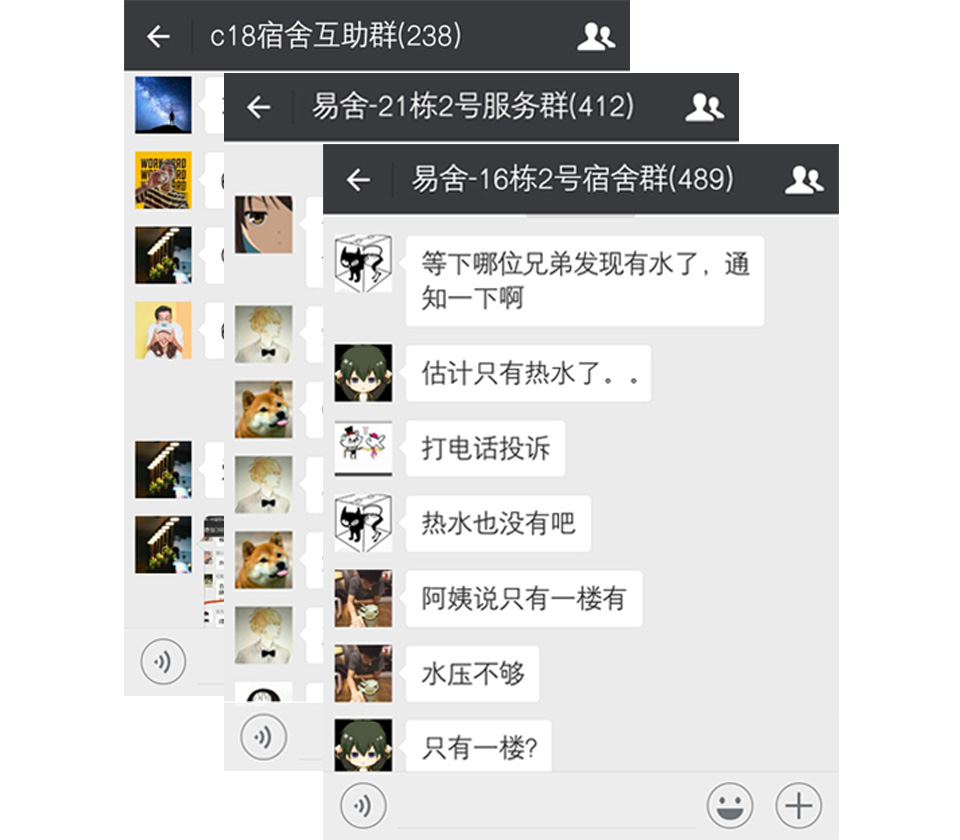 c18宿舍互助群(238)
WORK HARD
易舍-21栋2号服务群(412)
易舍-16栋2号宿舍群(489)
等下哪位兄弟发现有水了，通
知一下啊
估计只有热水了。。
打电话投诉
热水也没有吧
阿姨说只有一楼有
水压不够
只有一楼?